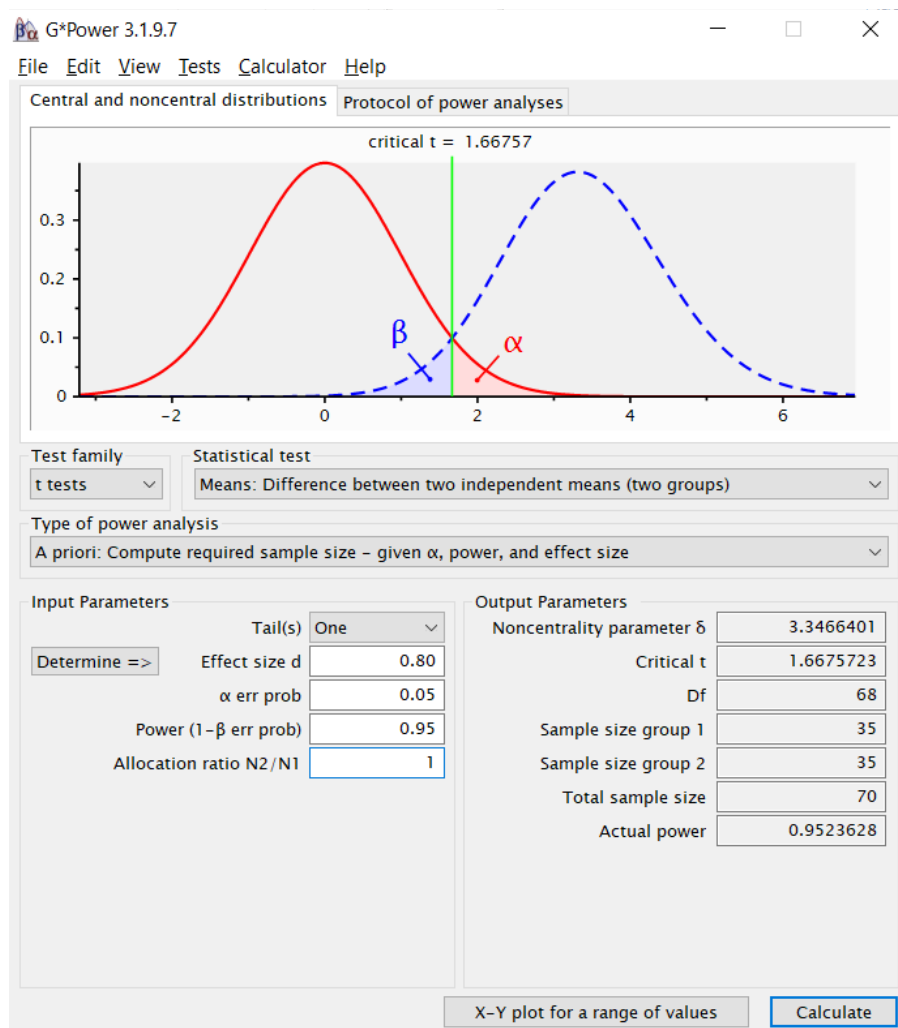 G*Power 3.1.9.7
File Edit View Tests Calculator Help
Central and noncentral distributions Protocol of power analyses
critical t = 1.66757
0.3
0.2
0.1
0
β
α
-2 0 2 4 6
Test family Statistical test
t tests Means: Difference between two independent means (two groups)
Type of power analysis
A priori: Compute required sample size – given α, power, and effect size
Input Parameters Output Parameters
Tail(s) One Noncentrality parameter δ 3.3466401
Determine => Effect size d 0.80 Critical t 1.6675723
α err prob 0.05 Df 68
Power (1-β err prob) 0.95 Sample size group 1 35
Allocation ratio N2/N1 1 Sample size group 2 35
Total sample size 70
Actual power 0.9523628
X-Y plot for a range of values Calculate